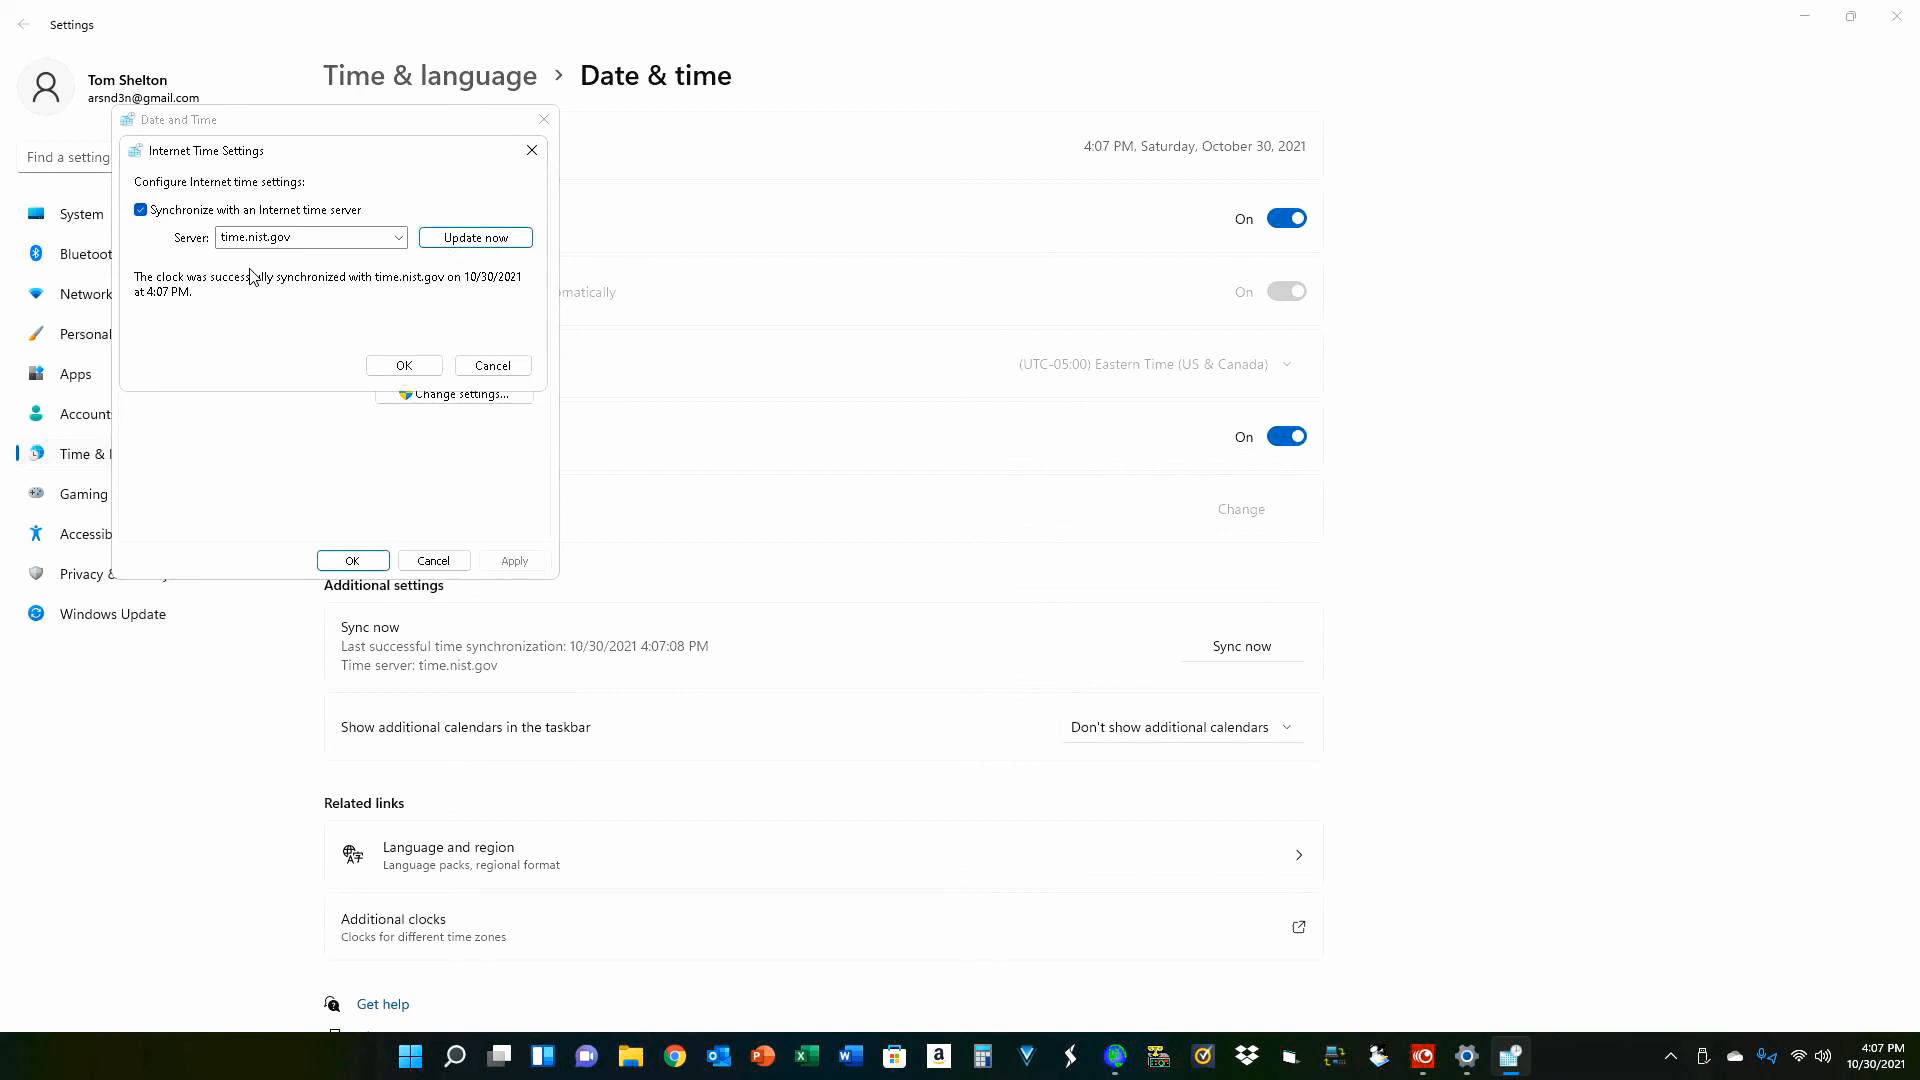 Settings
Tom Shelton
arsnd3n@gmail.com
Time & language > Date & time
Date and Time
Internet Time Settings
Find a setting
Configure Internet time settings:
Synchronize with an Internet time server
Server: time.nist.gov
Update now
The clock was successfully synchronized with time.nist.gov on 10/30/2021
at 4:07 PM.
OK
Cancel
Change settings...
OK
Cancel
Apply
System
Bluetoot
Network
Personal
Apps
Account
Time & l
Gaming
Accessib
Privacy &
Windows Update
4:07 PM, Saturday, October 30, 2021
On
matically
On
(UTC-05:00) Eastern Time (US & Canada)
On
Change
Additional settings
Sync now
Last successful time synchronization: 10/30/2021 4:07:08 PM
Time server: time.nist.gov
Sync now
Show additional calendars in the taskbar
Don't show additional calendars
Related links
Language and region
Language packs, regional format
Additional clocks
Clocks for different time zones
Get help
4:07 PM
10/30/2021